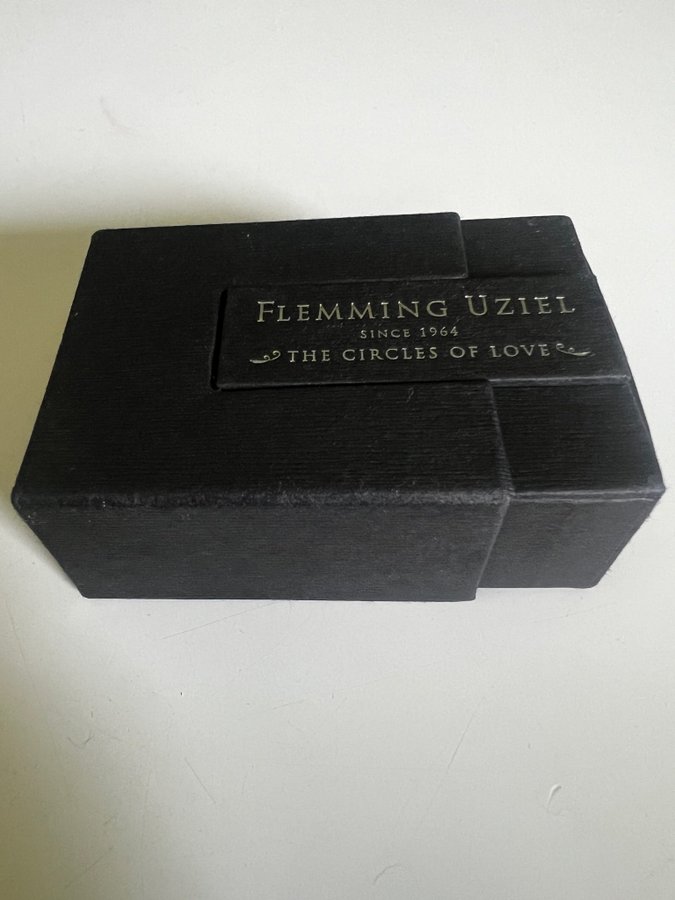 FLEMMING UZIEL
SINCE 1964
THE CIRCLES OF LOVE